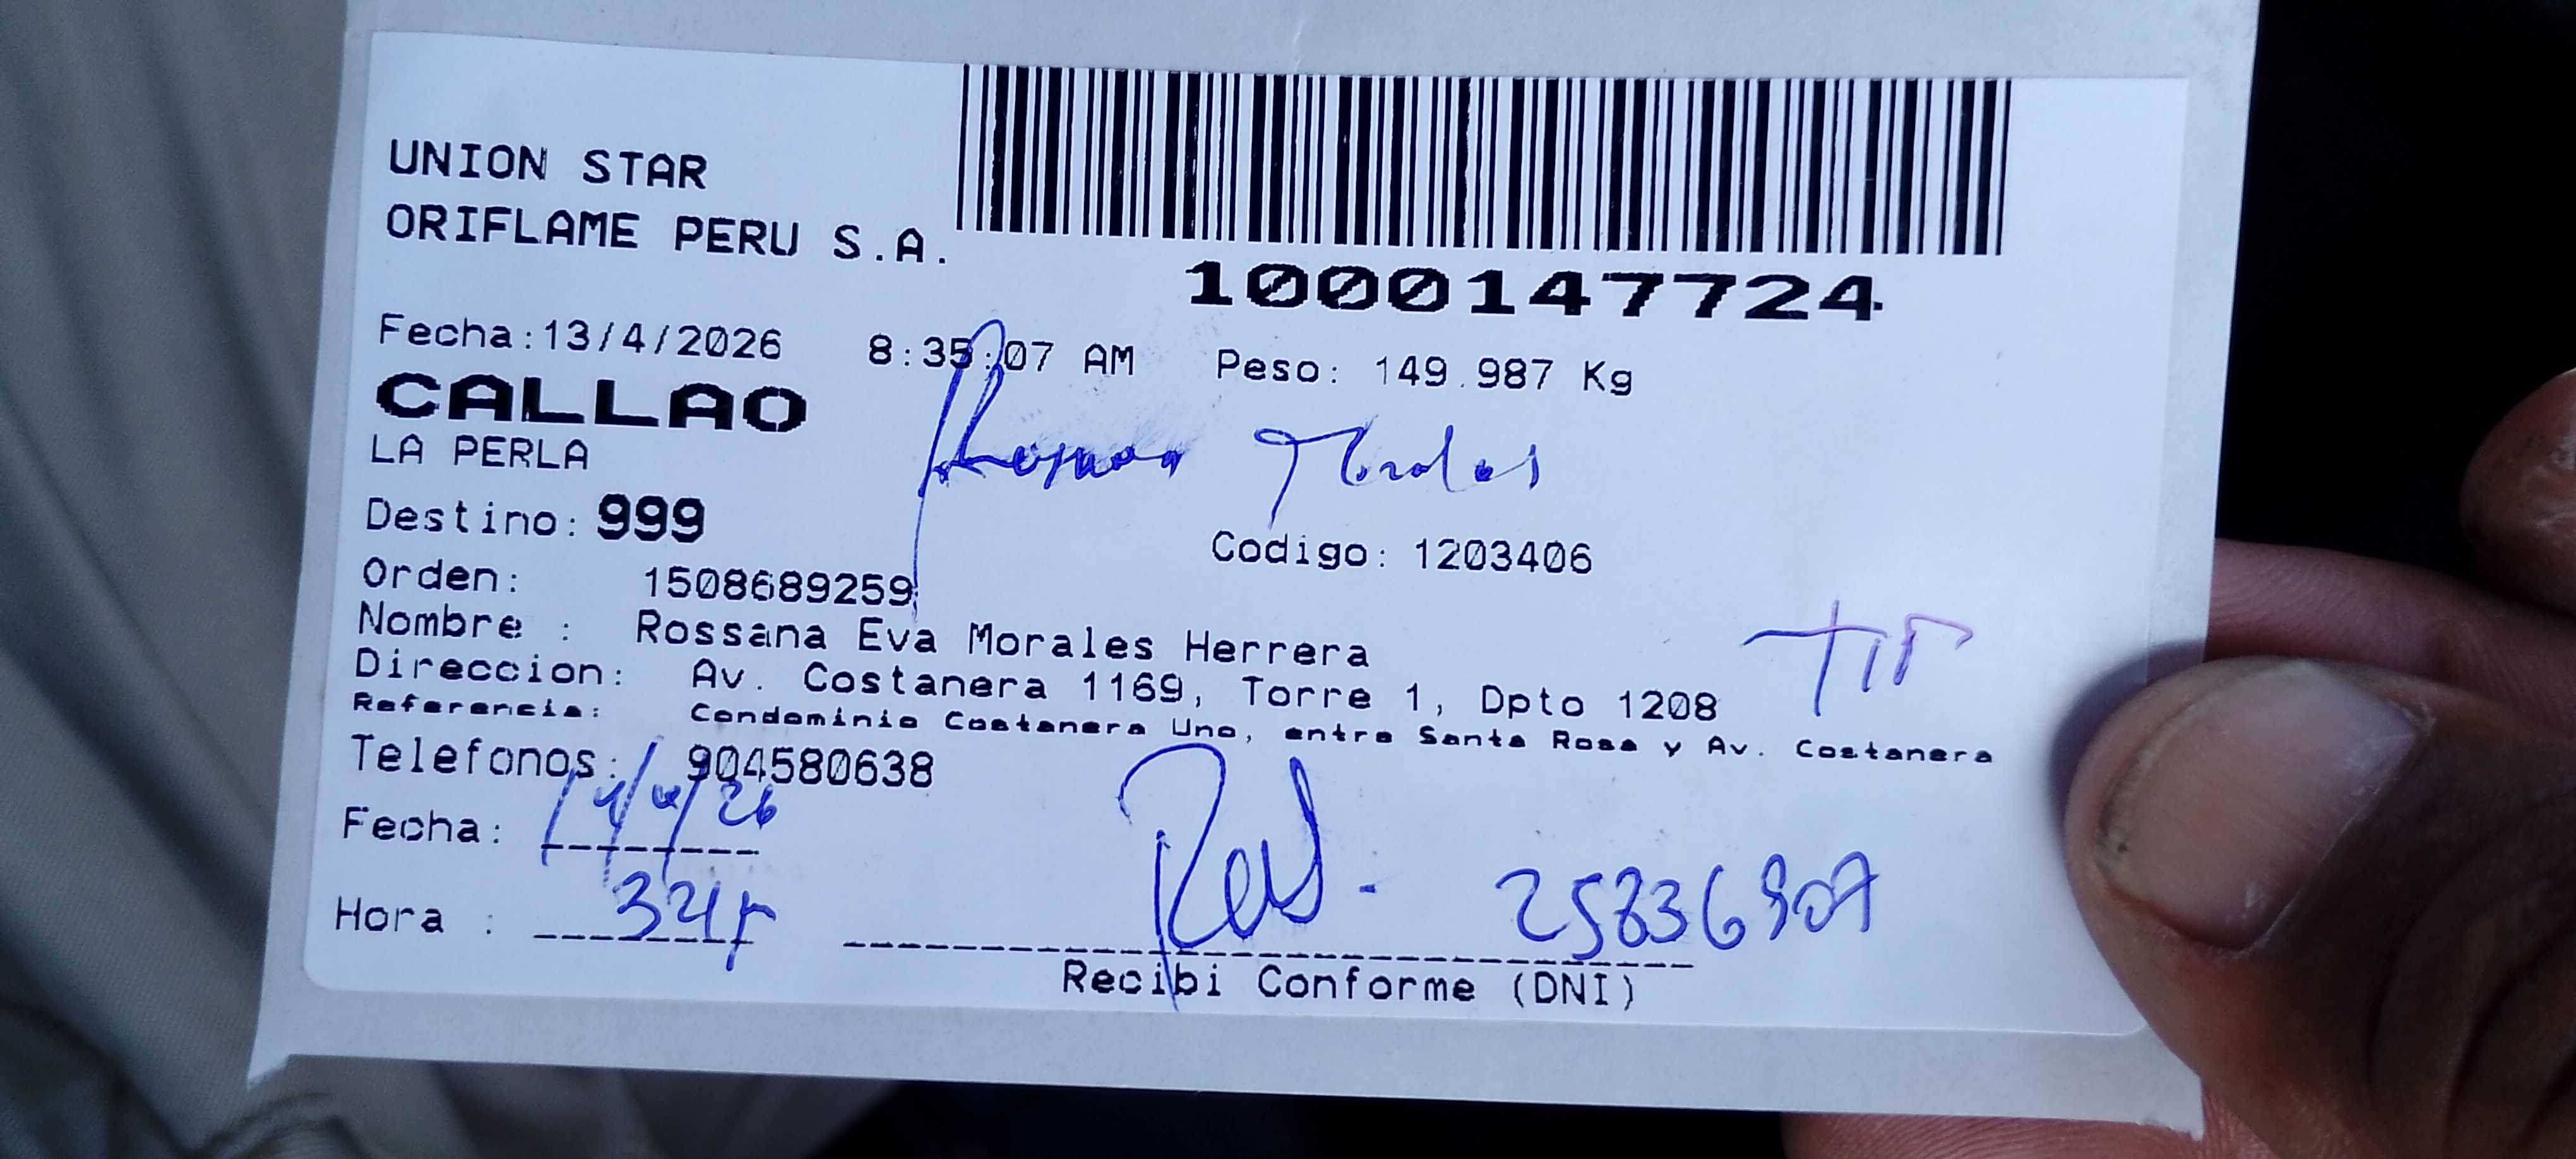 UNION STAR
ORIFLAME PERU S.A.
1000147724
Fecha:13/4/2026 8:35:07 AM Peso: 149.987 Kg
CALLAO
LA PERLA
Morales
Destino: 999
Codigo: 1203406
Orden: 1508689259
Nombre : Rossana Eva Morales Herrera
TIT
Direccion: Av. Costanera 1169, Torre 1, Dpto 1208
Referencia: Condominio Costanera Uno, entre Santa Rosa y Av. Costanera
Telefonos: 904580638
Fecha: 14/4/26
Hora :
25836907
Recibi Conforme (DNI)